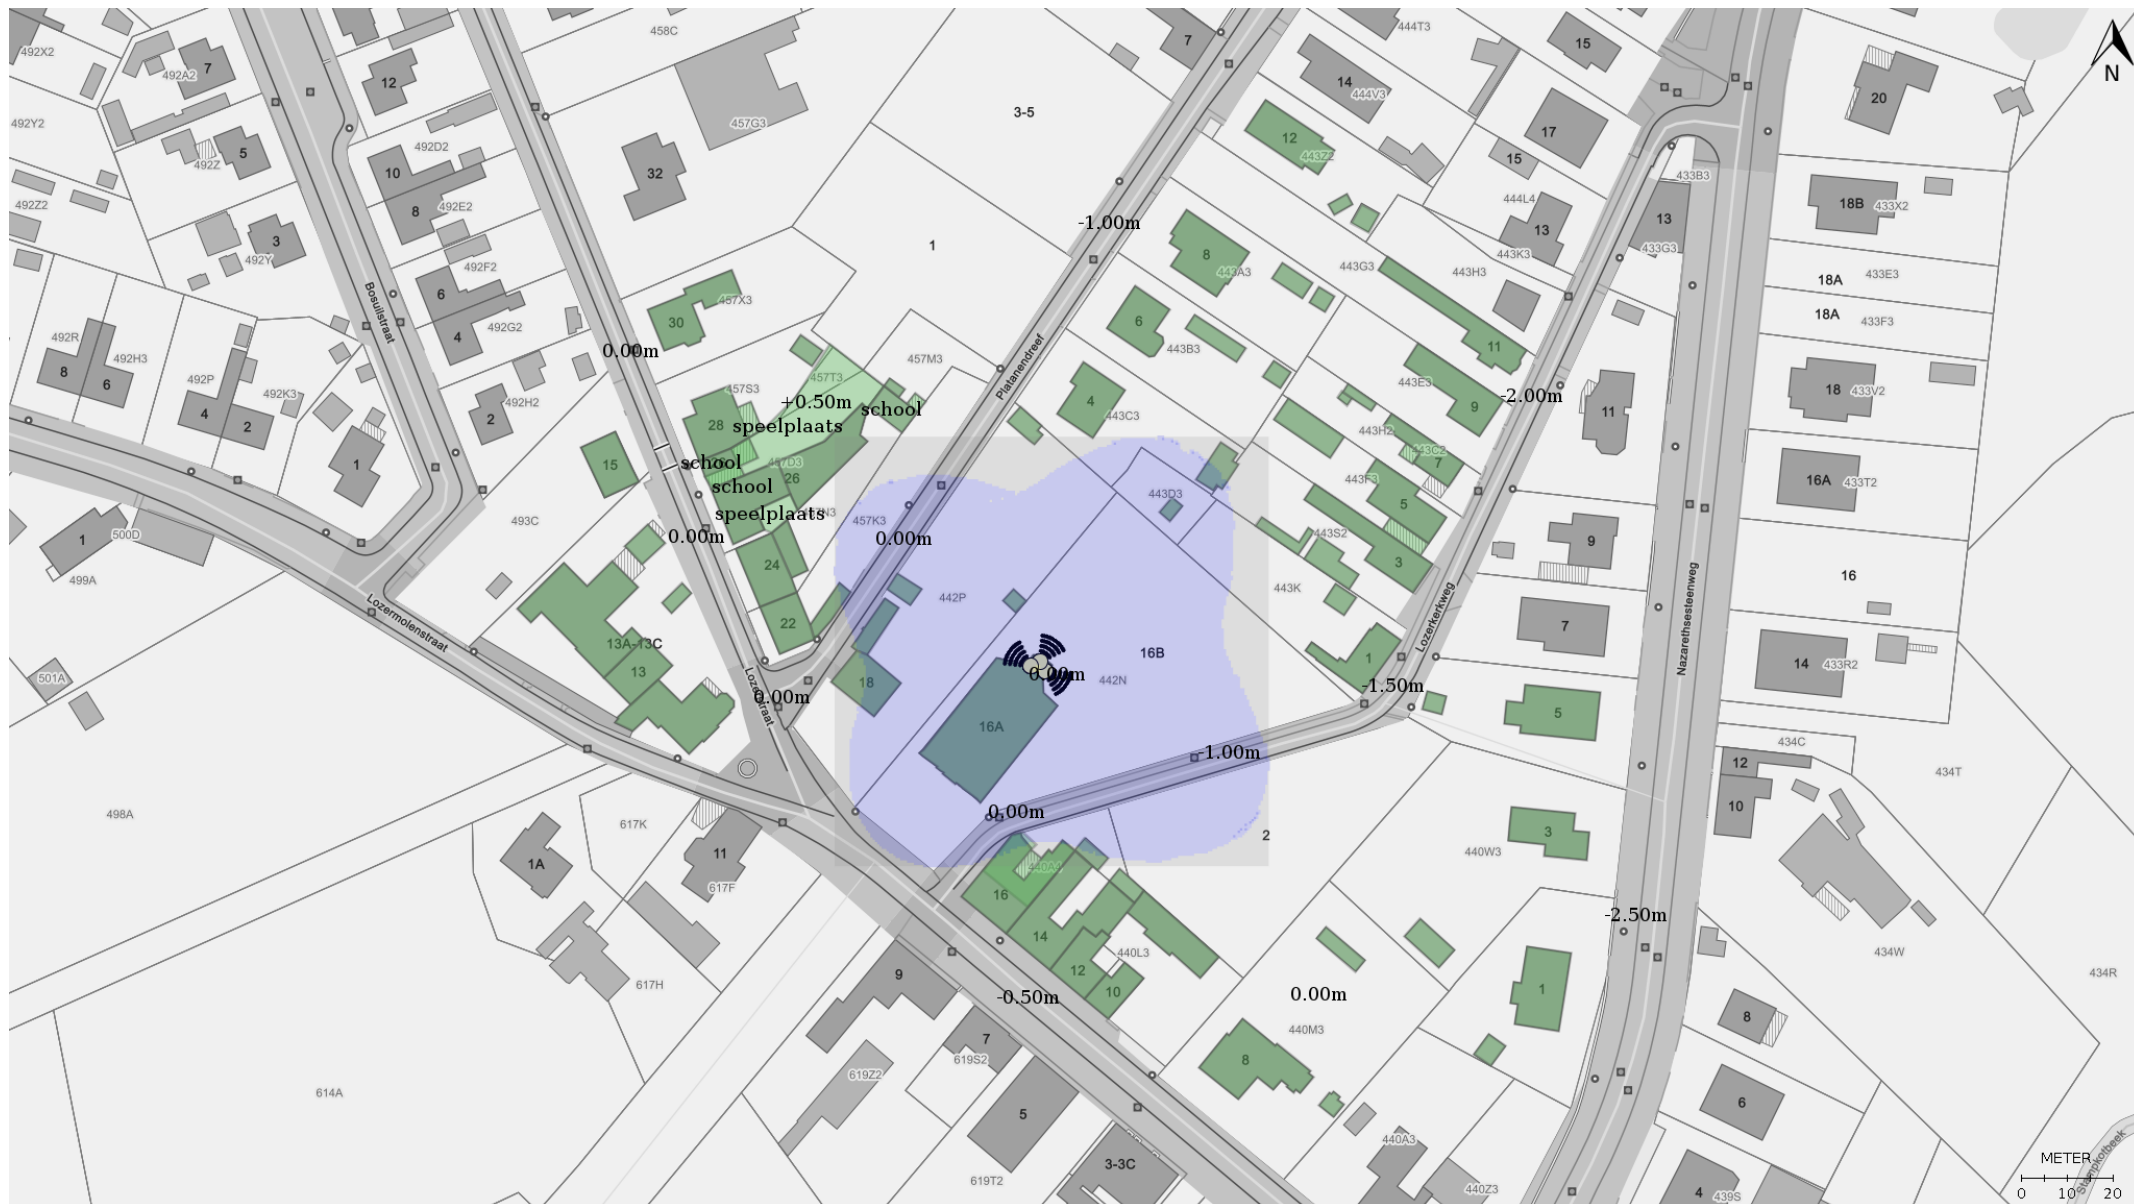 492X2
492A2
7
12
458C
7
444T3
15
N
14
444V3
20
492Y2
457G3
3-5
17
12
443Z2
492D2
5
492Z
10
32
15
433B3
492Z2
8
492E2
444L4
18B
433X2
-1.00m
13
13
3
1
8
443A3
443G3
443H3
443K3
433G3
492Y
492F2
18A
433E3
6
30
457X3
6
Bosuilstraat
492G2
4
18A
433F3
492R
492H3
0.00m
457M3
443B3
11
8
6
492P
492K3
457T3
Platanendreef
443E3
18
433V2
4
2
2
492H2
457S3
+0.50m
school
4
443C3
9
-2.00m
11
28
speelplaats
443H2
443C2
1
15
school
457D3
26
7
16A
433T2
school
443D3
443F3
5
speelplaats
493C
457K3
1
500D
0.00m
0.00m
443S2
9
3
499A
24
442P
443K
16
Lozermolenstraat
22
Lozerkerkweg
Nazarethsesteenweg
7
13A-13C
16B
1
501A
13
0.00m
442N
14
433R2
18
-1.50m
0.00m
16A
5
-1.00m
434C
12
434T
498A
0.00m
10
617K
2
3
1A
11
440A4
440W3
617F
16
-2.50m
14
440L3
434W
9
12
434R
617H
10
-0.50m
0.00m
1
8
440M3
7
619S2
8
619Z2
614A
5
6
440A3
3-3C
Stampkotbeek
METER
619T2
440Z3
4
439S
0
10
20